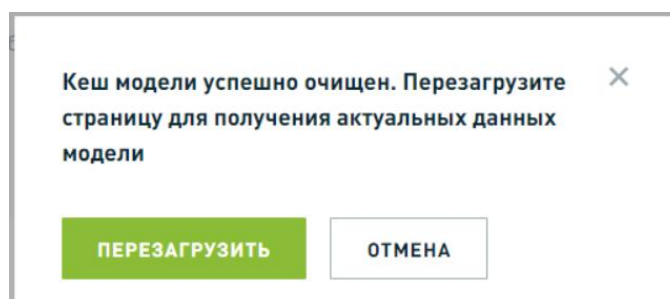 Кеш модели успешно очищен. Перезагрузите
страницу для получения актуальных данных
модели
ПЕРЕЗАГРУЗИТЬ
ОТМЕНА